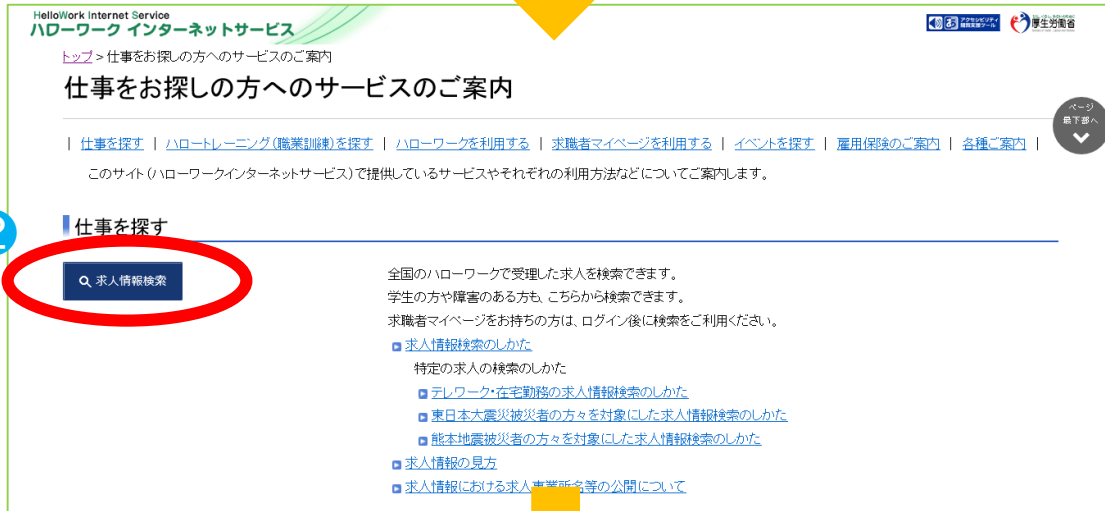 HelloWork Internet Service
ハローワーク インターネットサービス
厚生労働省
トップ > 仕事をお探しの方へのサービスのご案内
仕事をお探しの方へのサービスのご案内
ページ
最下部へ
| 仕事を探す | ハロートレーニング(職業訓練)を探す | ハローワークを利用する | 求職者マイページを利用する | イベントを探す | 雇用保険のご案内 | 各種ご案内 |
このサイト(ハローワークインターネットサービス)で提供しているサービスやそれぞれの利用方法などについてご案内します。
仕事を探す
求人情報検索
全国のハローワークで受理した求人を検索できます。
学生の方や障害のある方も、こちらから検索できます。
求職者マイページをお持ちの方は、ログイン後に検索をご利用ください。
求人情報検索のしかた
特定の求人の検索のしかた
テレワーク・在宅勤務の求人情報検索のしかた
東日本大震災被災者の方々を対象にした求人情報検索のしかた
熊本地震被災者の方々を対象にした求人情報検索のしかた
求人情報の見方
求人情報における求人事業所名等の公開について